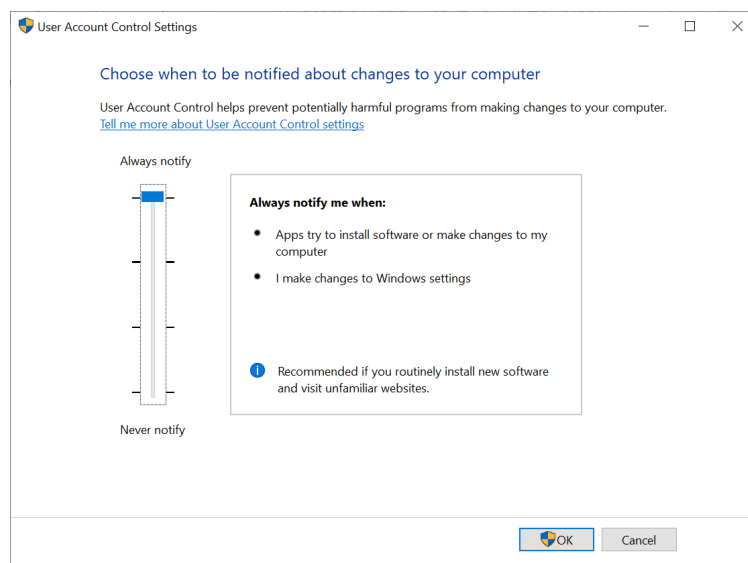 User Account Control Settings
Choose when to be notified about changes to your computer
User Account Control helps prevent potentially harmful programs from making changes to your computer.
Tell me more about User Account Control settings
Always notify
Always notify me when:
Apps try to install software or make changes to my
computer
I make changes to Windows settings
Recommended if you routinely install new software
and visit unfamiliar websites.
Never notify
OK
Cancel